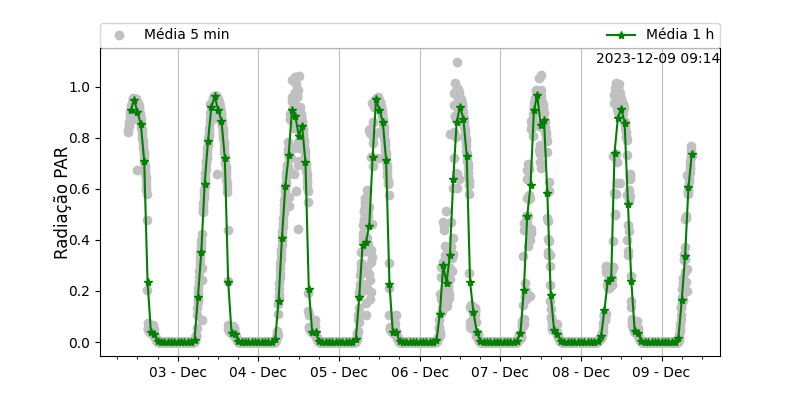 Média 5 min
Média 1 h
2023-12-09 09:14
Radiação PAR
1.0
0.8
0.6
0.4
0.2
0.0
03 - Dec
04 - Dec
05 - Dec
06 - Dec
07 - Dec
08 - Dec
09 - Dec